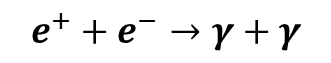 e⁺ + e⁻ → γ + γ